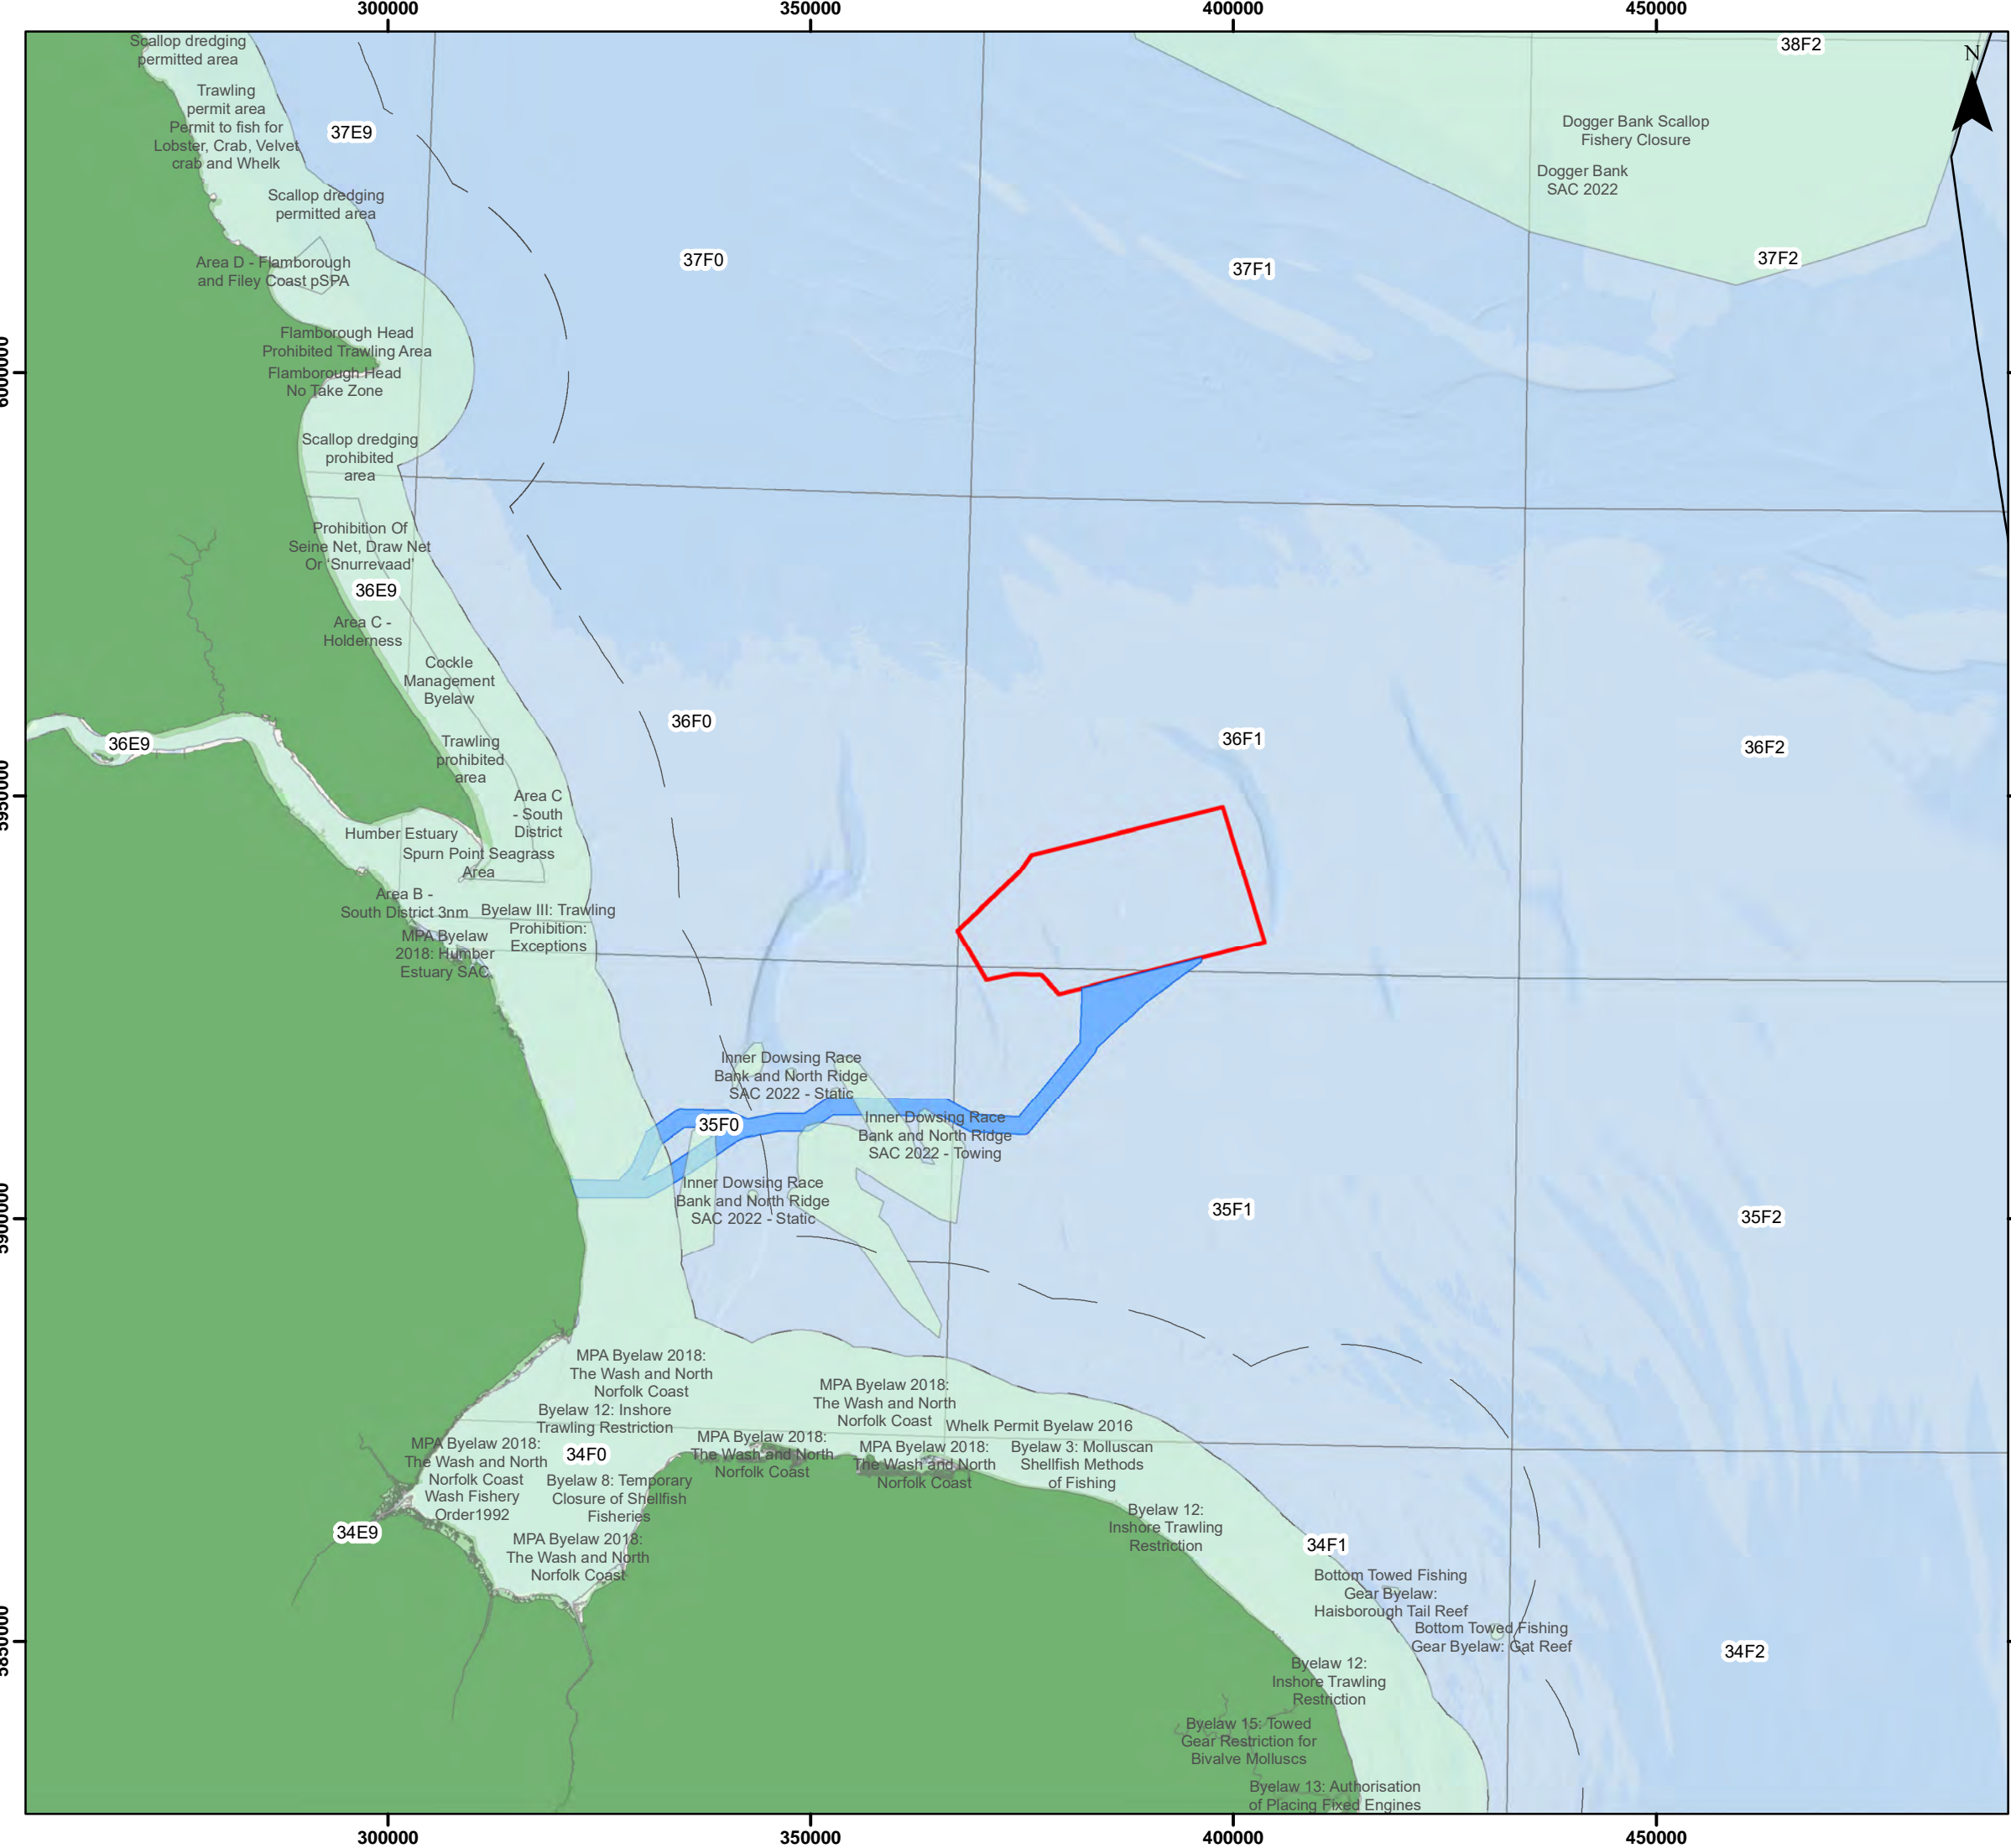 300000
350000
400000
450000
Scallop dredging
permitted area
38F2
N
Trawling
permit area
Permit to fish for
Lobster, Crab, Velvet
crab and Whelk
37E9
Dogger Bank Scallop
Fishery Closure
Dogger Bank
SAC 2022
Scallop dredging
permitted area
Area D - Flamborough
and Filey Coast pSPA
37F0
37F1
37F2
Flamborough Head
Prohibited Trawling Area
Flamborough Head
No Take Zone
6000000
Scallop dredging
prohibited
area
Prohibition Of
Seine Net, Draw Net
Or 'Snurrevaad'
36E9
Area C -
Holderness
Cockle
Management
Byelaw
36F0
36F1
36F2
36E9
Trawling
prohibited
area
5950000
Area C
- South
District
Humber Estuary
Spurn Point Seagrass
Area
Area B -
South District 3nm
Byelaw III: Trawling
Prohibition:
Exceptions
MPA Byelaw
2018: Humber
Estuary SAC
Inner Dowsing Race
Bank and North Ridge
SAC 2022 - Static
35F0
Inner Dowsing Race
Bank and North Ridge
SAC 2022 - Towing
Inner Dowsing Race
Bank and North Ridge
SAC 2022 - Static
35F1
35F2
5900000
MPA Byelaw 2018:
The Wash and North
Norfolk Coast
MPA Byelaw 2018:
The Wash and North
Norfolk Coast
Byelaw 12: Inshore
Trawling Restriction
Whelk Permit Byelaw 2016
MPA Byelaw 2018:
The Wash and North
Norfolk Coast
34F0
MPA Byelaw 2018:
The Wash and North
Norfolk Coast
MPA Byelaw 2018:
The Wash and North
Norfolk Coast
Byelaw 3: Molluscan
Shellfish Methods
of Fishing
Wash Fishery
Order1992
Byelaw 8: Temporary
Closure of Shellfish
Fisheries
34E9
MPA Byelaw 2018:
The Wash and North
Norfolk Coast
Byelaw 12:
Inshore Trawling
Restriction
34F1
Bottom Towed Fishing
Gear Byelaw:
Haisborough Tail Reef
Bottom Towed Fishing
Gear Byelaw: Gat Reef
34F2
5850000
Byelaw 12:
Inshore Trawling
Restriction
Byelaw 15: Towed
Gear Restriction for
Bivalve Molluscs
Byelaw 13: Authorisation
of Placing Fixed Engines
300000
350000
400000
450000